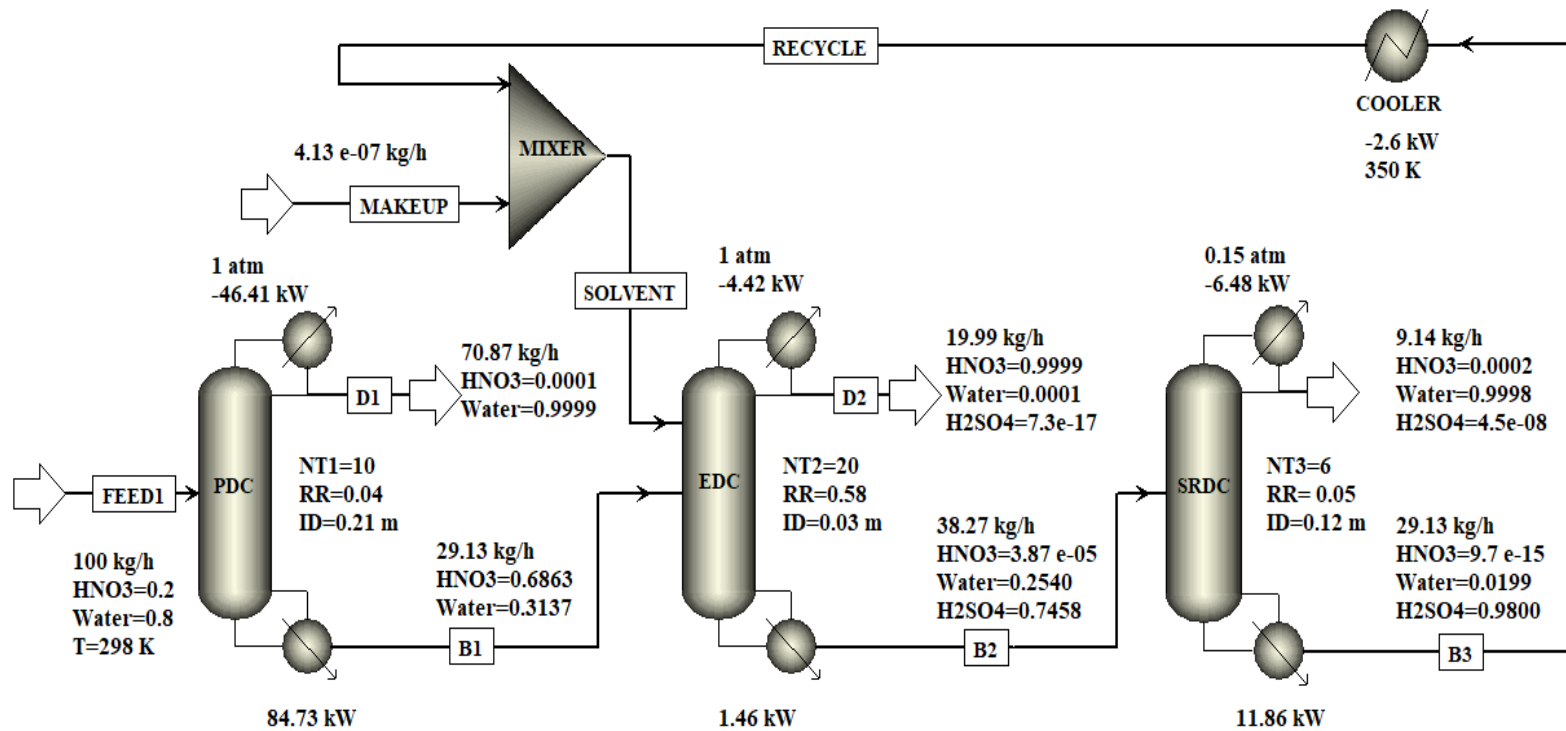 RECYCLE
COOLER
-2.6 kW
350 K
MIXER
4.13 e-07 kg/h
MAKEUP
SOLVENT
1 atm
-46.41 kW
70.87 kg/h
HNO3=0.0001
Water=0.9999
D1
FEED1
PDC
NT1=10
RR=0.04
ID=0.21 m
100 kg/h
HNO3=0.2
Water=0.8
T=298 K
29.13 kg/h
HNO3=0.6863
Water=0.3137
B1
84.73 kW
1 atm
-4.42 kW
19.99 kg/h
HNO3=0.9999
Water=0.0001
H2SO4=7.3e-17
D2
EDC
NT2=20
RR=0.58
ID=0.03 m
38.27 kg/h
HNO3=3.87 e-05
Water=0.2540
H2SO4=0.7458
B2
1.46 kW
0.15 atm
-6.48 kW
9.14 kg/h
HNO3=0.0002
Water=0.9998
H2SO4=4.5e-08
SRDC
NT3=6
RR= 0.05
ID=0.12 m
29.13 kg/h
HNO3=9.7 e-15
Water=0.0199
H2SO4=0.9800
B3
11.86 kW